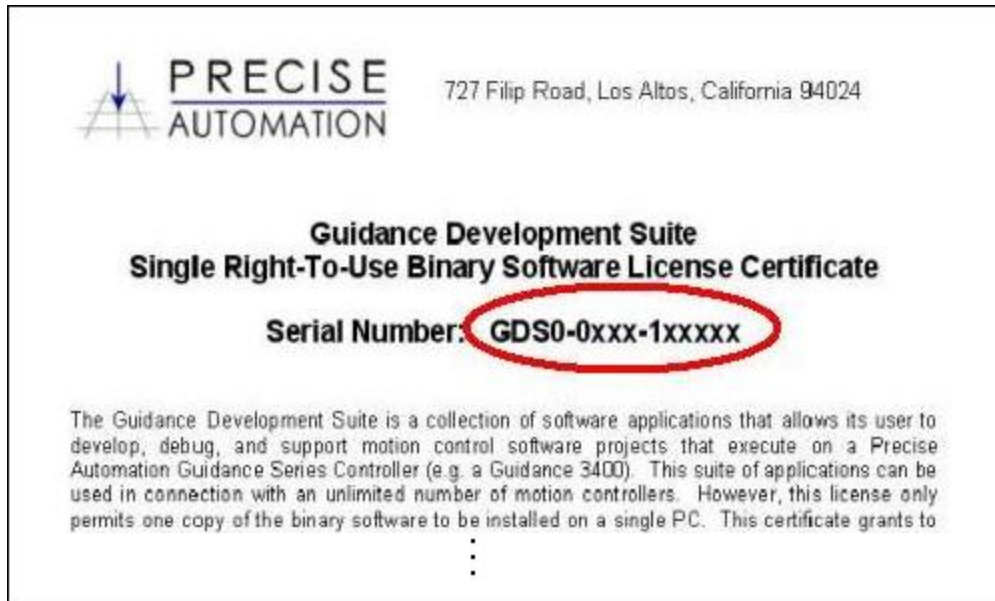 PRECISE
AUTOMATION
727 Filip Road, Los Altos, California 94024
Guidance Development Suite
Single Right-To-Use Binary Software License Certificate
Serial Number: GDS0-0xxx-1xxxxx
The Guidance Development Suite is a collection of software applications that allows its user to
develop, debug, and support motion control software projects that execute on a Precise
Automation Guidance Series Controller (e.g. a Guidance 3400). This suite of applications can be
used in connection with an unlimited number of motion controllers. However, this license only
permits one copy of the binary software to be installed on a single PC. This certificate grants to